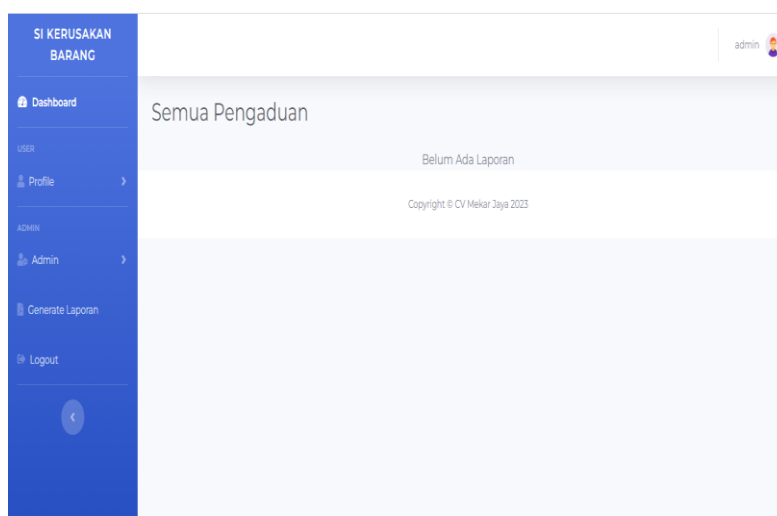 SI KERUSAKAN
BARANG
admin
Dashboard
Semua Pengaduan
USER
Belum Ada Laporan
Profile
Copyright © CV Mekar Jaya 2023
ADMIN
Admin
Generate Laporan
Logout